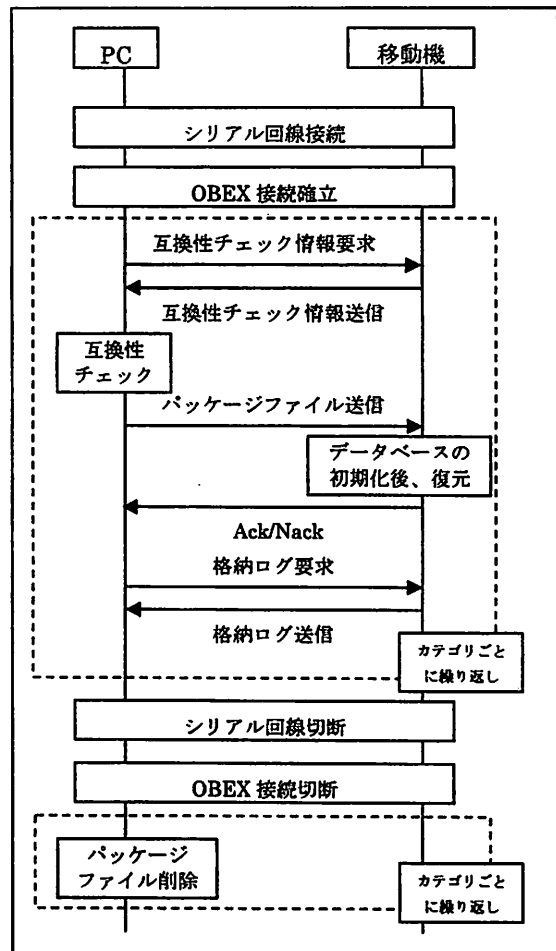 PC
移動機
シリアル回線接続
OBEX 接続確立
互換性チェック情報要求
互換性チェック情報送信
互換性
チェック
パッケージファイル送信
データベースの
初期化後、復元
Ack/Nack
格納ログ要求
格納ログ送信
カテゴリごと
に繰り返し
シリアル回線切断
OBEX 接続切断
パッケージ
ファイル削除
カテゴリごと
に繰り返し